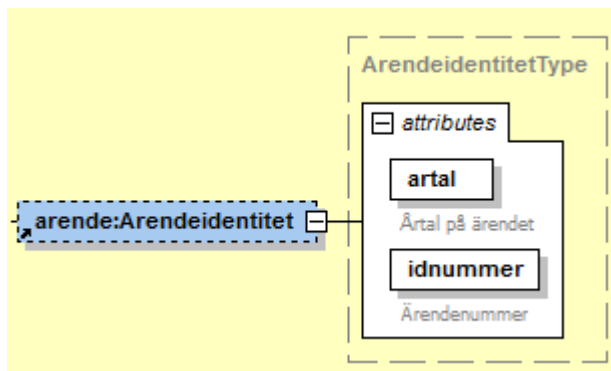 ArendeidentitetType
attributes
artal
Årtal på ärendet
arende:Arendeidentitet
idnummer
Ärendenummer